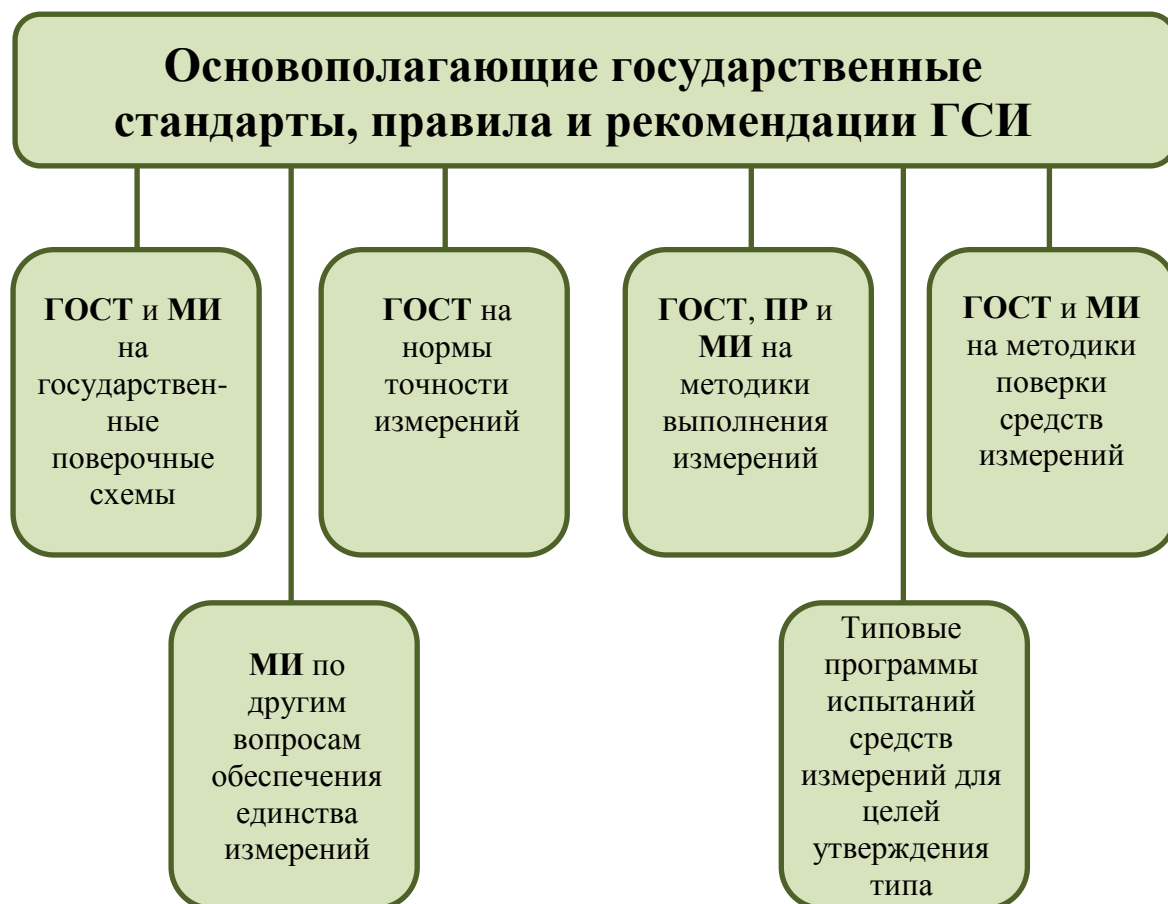 Основополагающие государственные
стандарты, правила и рекомендации ГСИ
ГОСТ и МИ
на
государствен-
ные
поверочные
схемы
ГОСТ на
нормы
точности
измерений
ГОСТ, ПР и
МИ на
методики
выполнения
измерений
ГОСТ и МИ
на методики
поверки
средств
измерений
МИ по
другим
вопросам
обеспечения
единства
измерений
Типовые
программы
испытаний
средств
измерений для
целей
утверждения
типа